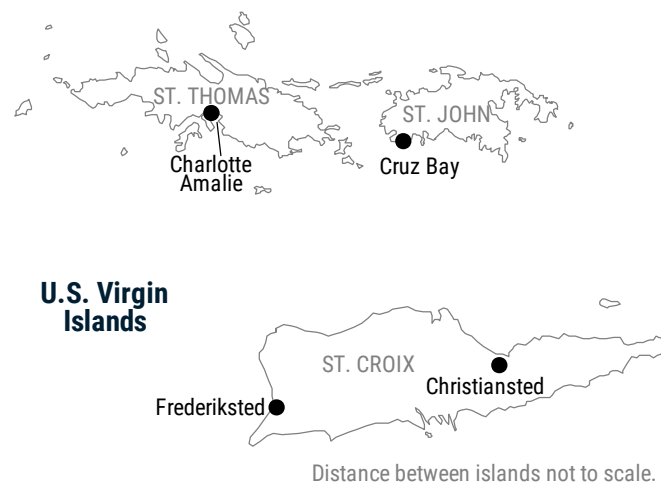 ST. THOMAS
ST. JOHN
Charlotte
Amalie
Cruz Bay
U.S. Virgin
Islands
ST. CROIX
Christiansted
Frederiksted
Distance between islands not to scale.